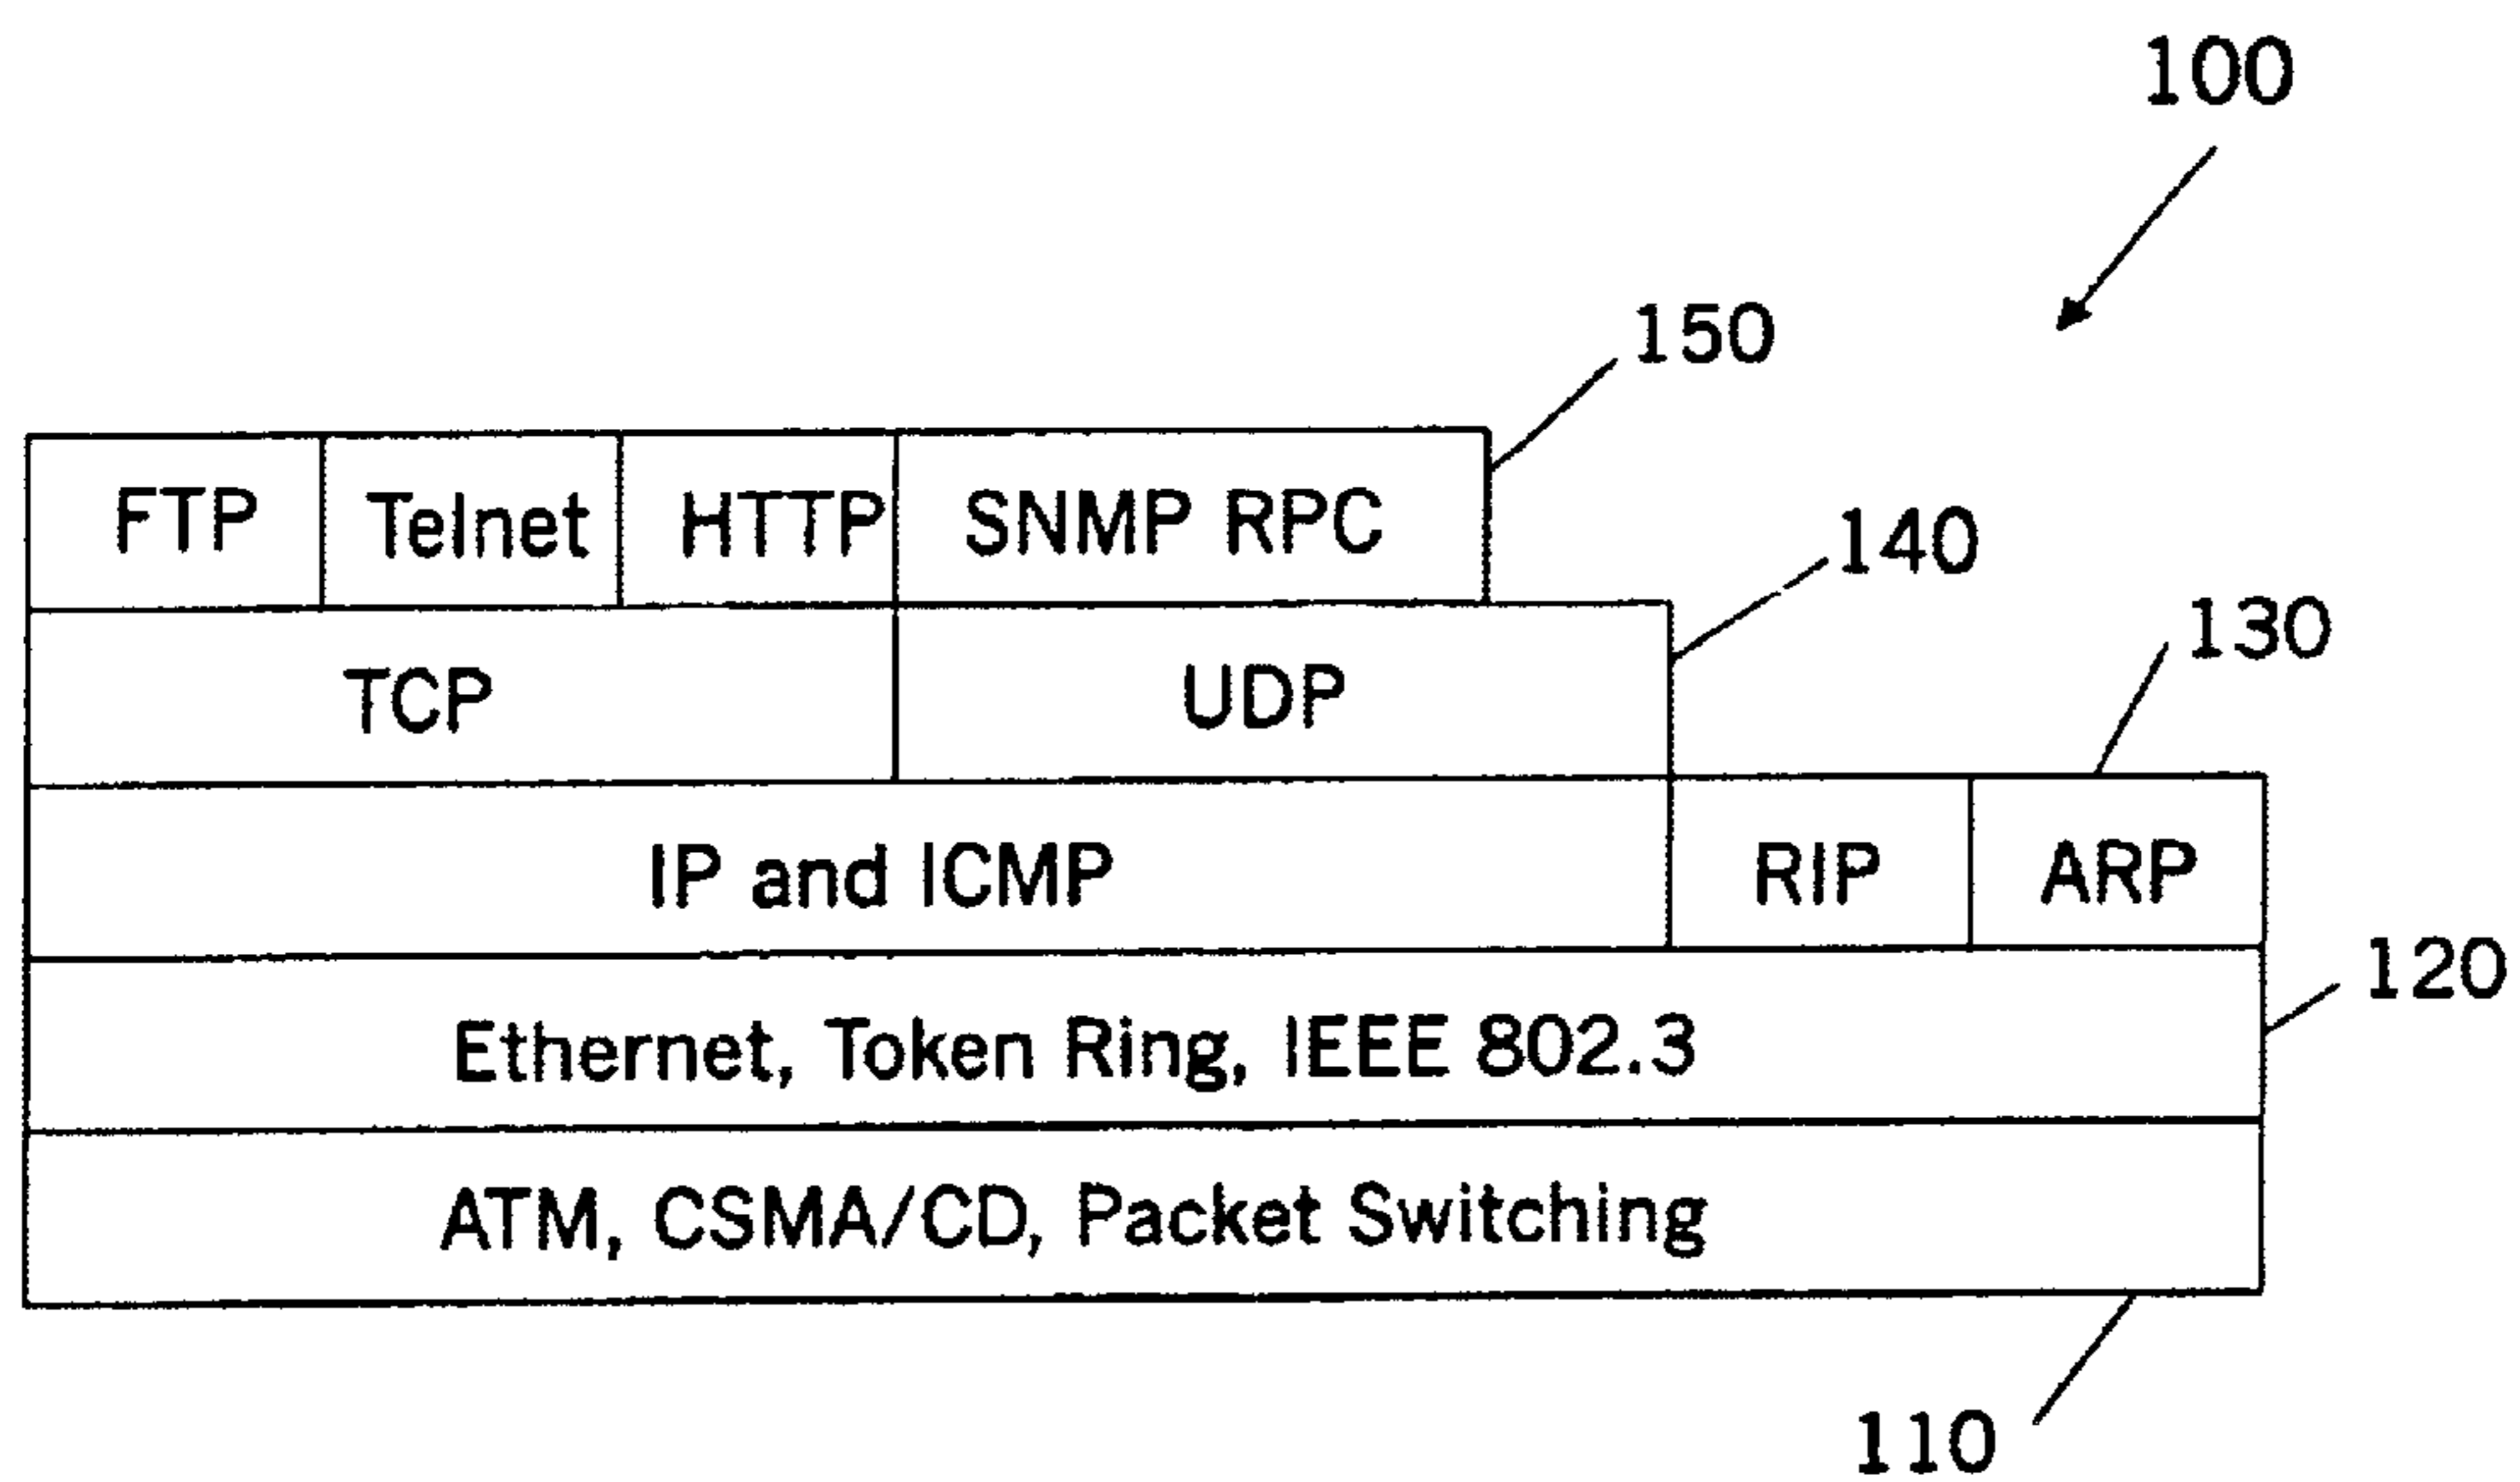 100
150
FTP Telnet HTTP SNMP RPC
140
TCP UDP
130
IP and ICMP RIP ARP
120
Ethernet, Token Ring, IEEE 802.3
ATM, CSMA/CD, Packet Switching
110